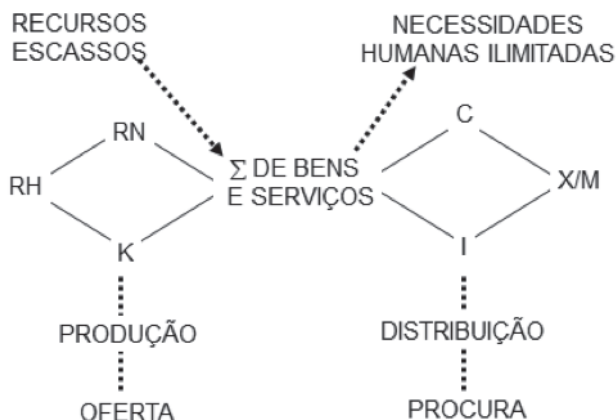 RECURSOS
ESCASSOS
NECESSIDADES
HUMANAS ILIMITADAS
RN
RH
K
Σ DE BENS
E SERVIÇOS
C
X/M
I
PRODUÇÃO
DISTRIBUIÇÃO
OFERTA
PROCURA